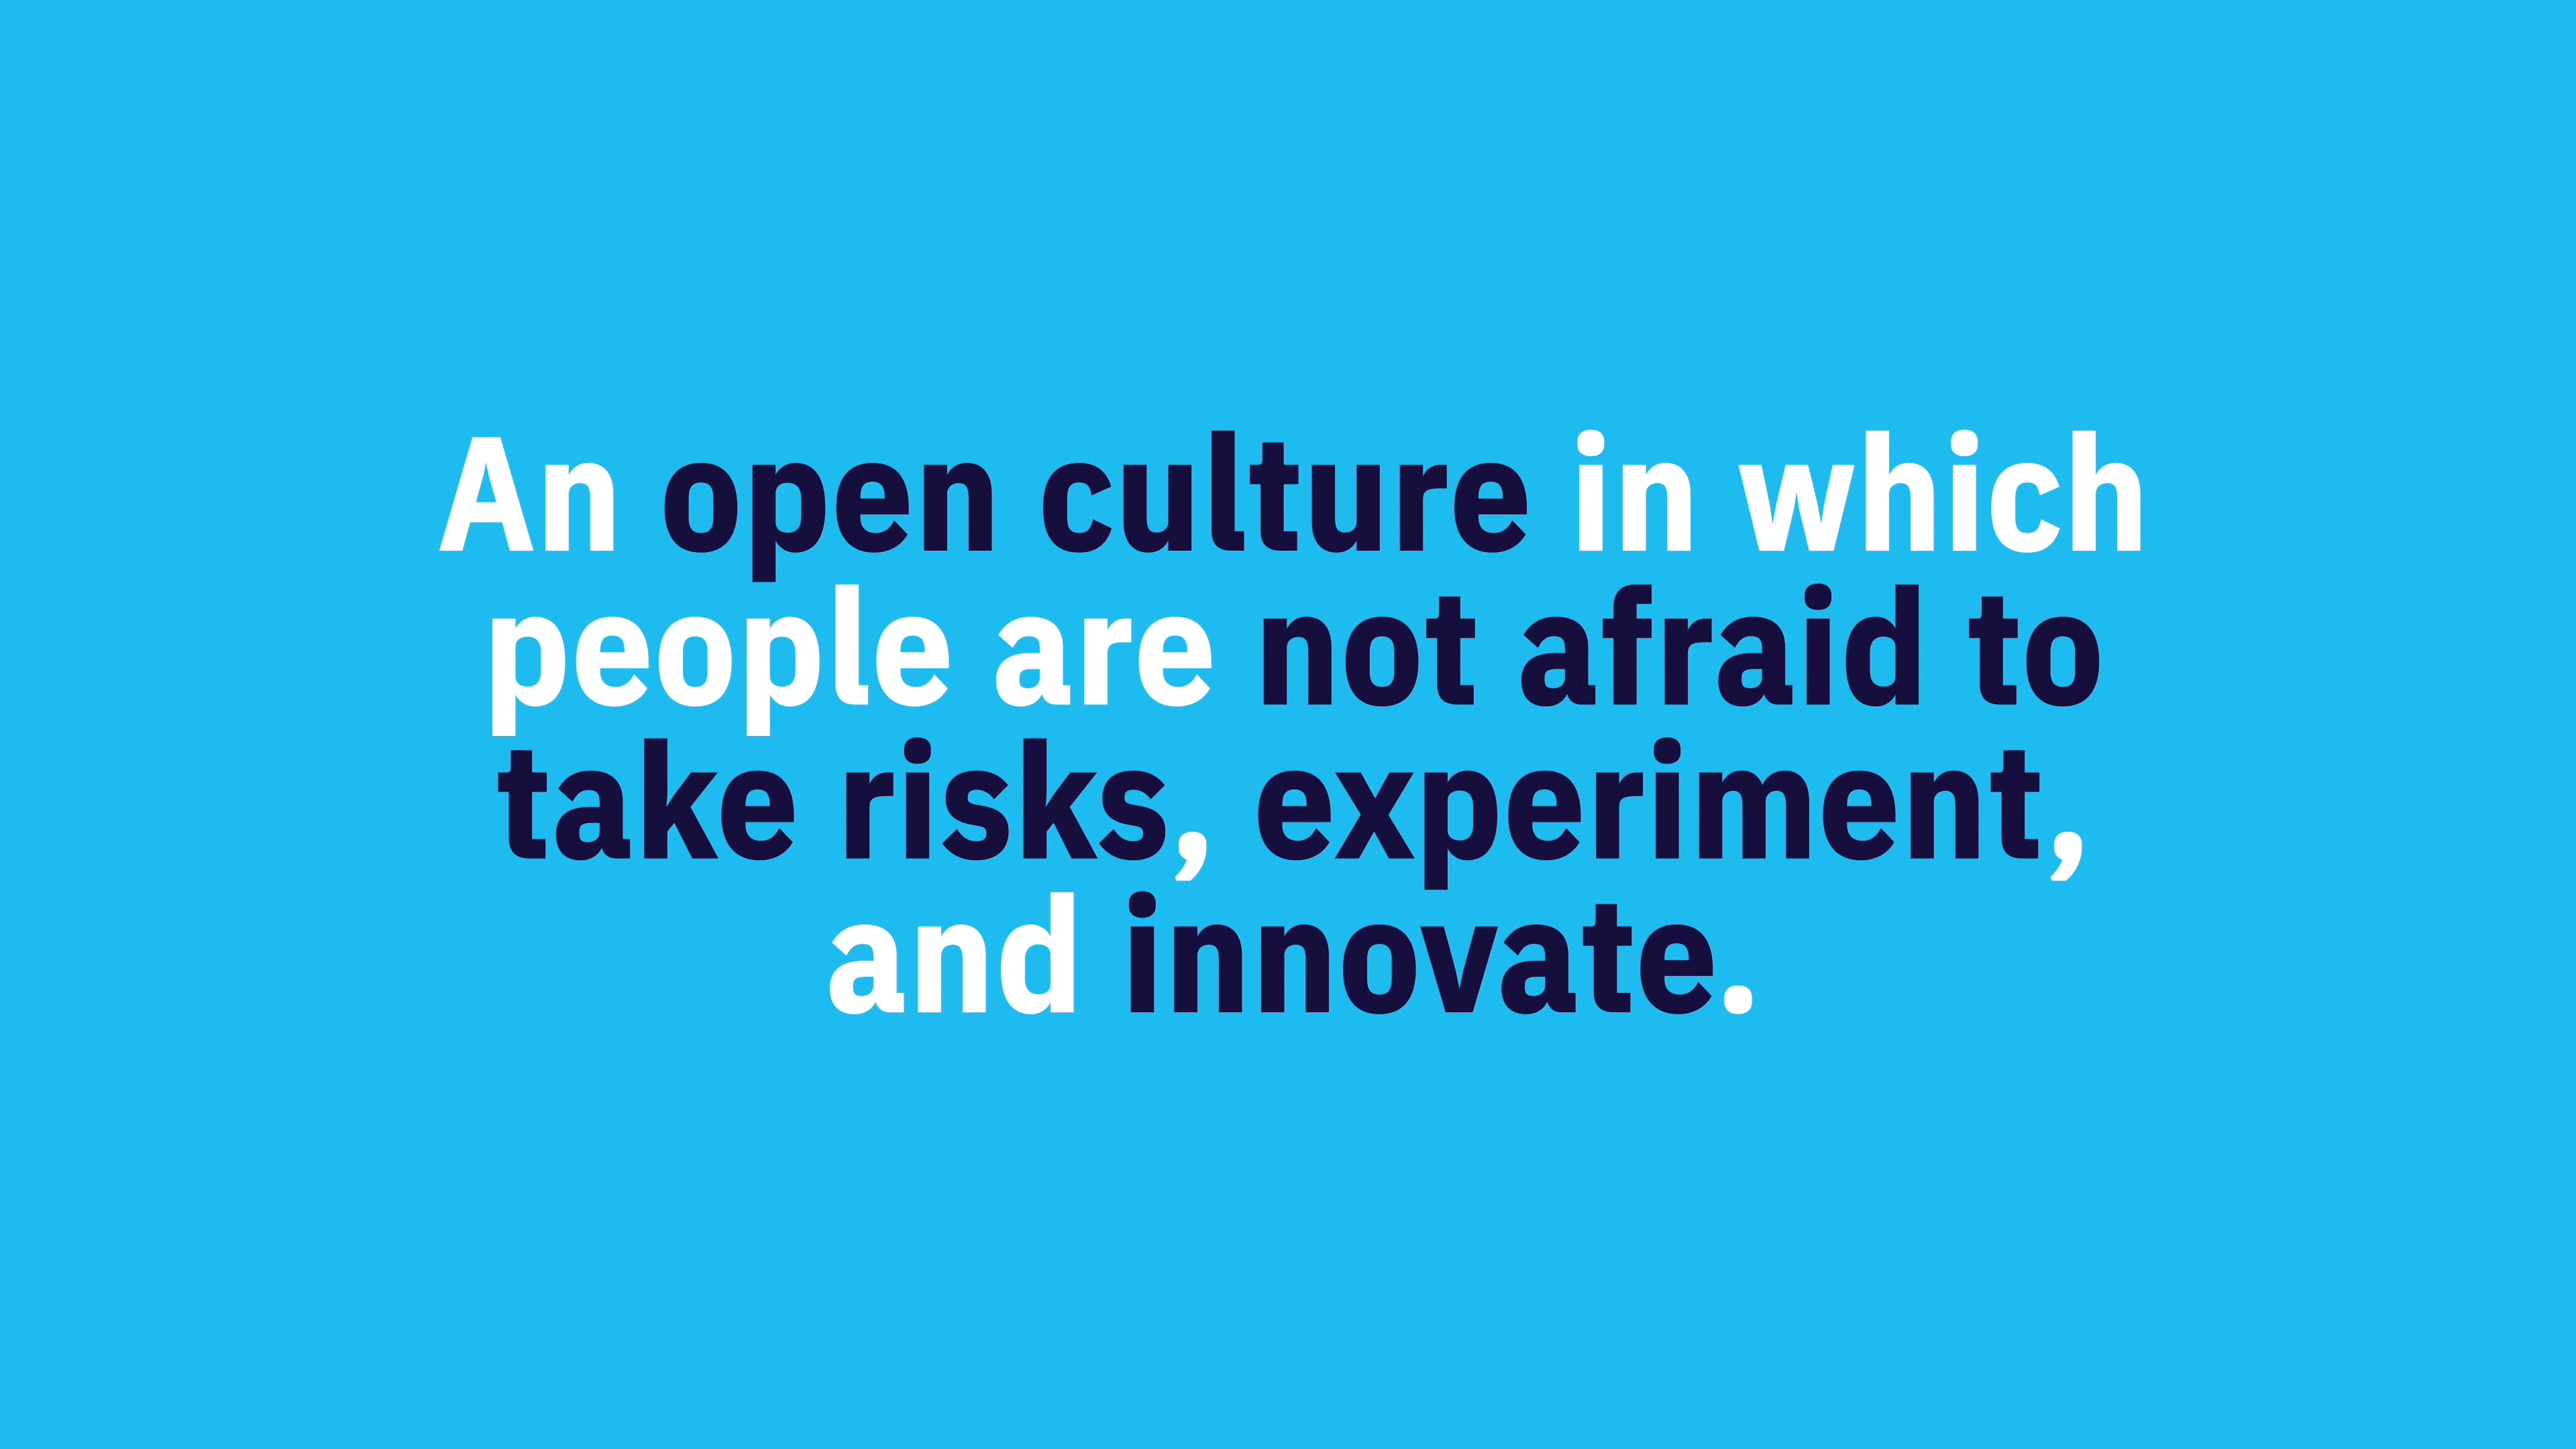 An open culture in which
people are not afraid to
take risks, experiment,
and innovate.